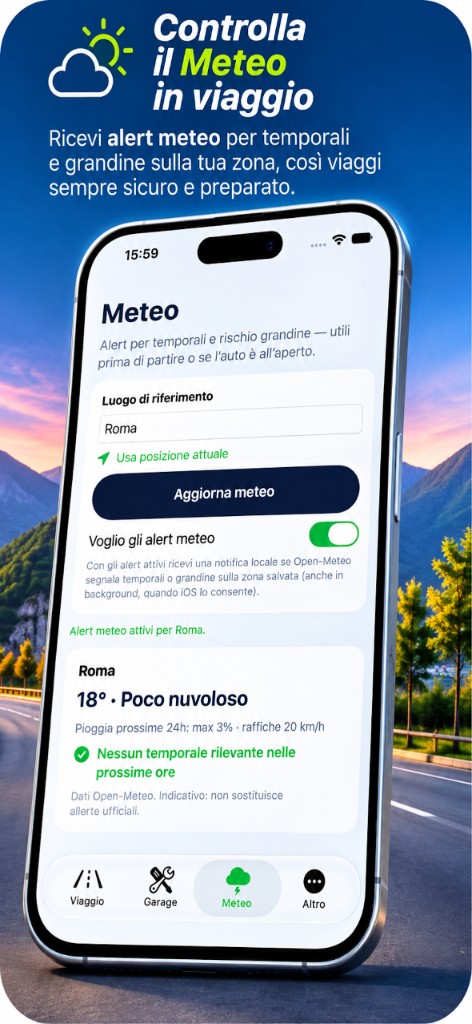 Controlla
il Meteo
in viaggio
Ricevi alert meteo per temporali
e grandine sulla tua zona, così viaggi
sempre sicuro e preparato.
15:59
Meteo
Alert per temporali e rischio grandine — utili
prima di partire o se l'auto è all'aperto.
Luogo di riferimento
Roma
Usa posizione attuale
Aggiorna meteo
Voglio gli alert meteo
Con gli alert attivi ricevi una notifica locale se Open-Meteo
segnala temporali o grandine sulla zona salvata (anche in
background, quando iOS lo consente).
Alert meteo attivi per Roma.
Roma
18° · Poco nuvoloso
Pioggia prossime 24h: max 3% · raffiche 20 km/h
Nessun temporale rilevante nelle
prossime ore
Dati Open-Meteo. Indicativo: non sostituisce
allerte ufficiali.
Viaggio Garage Meteo Altro